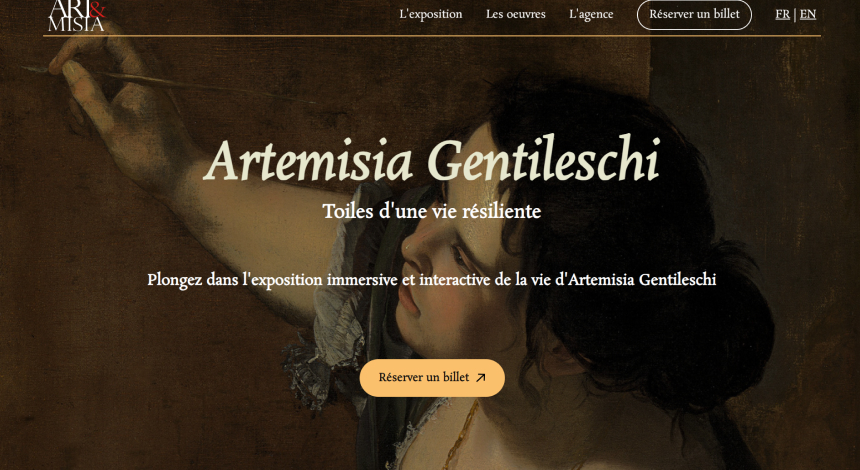 ART&
MISIA
L'exposition Les oeuvres L'agence Réserver un billet FR | EN
Artemisia Gentileschi
Toiles d'une vie résiliente
Plongez dans l'exposition immersive et interactive de la vie d'Artemisia Gentileschi
Réserver un billet